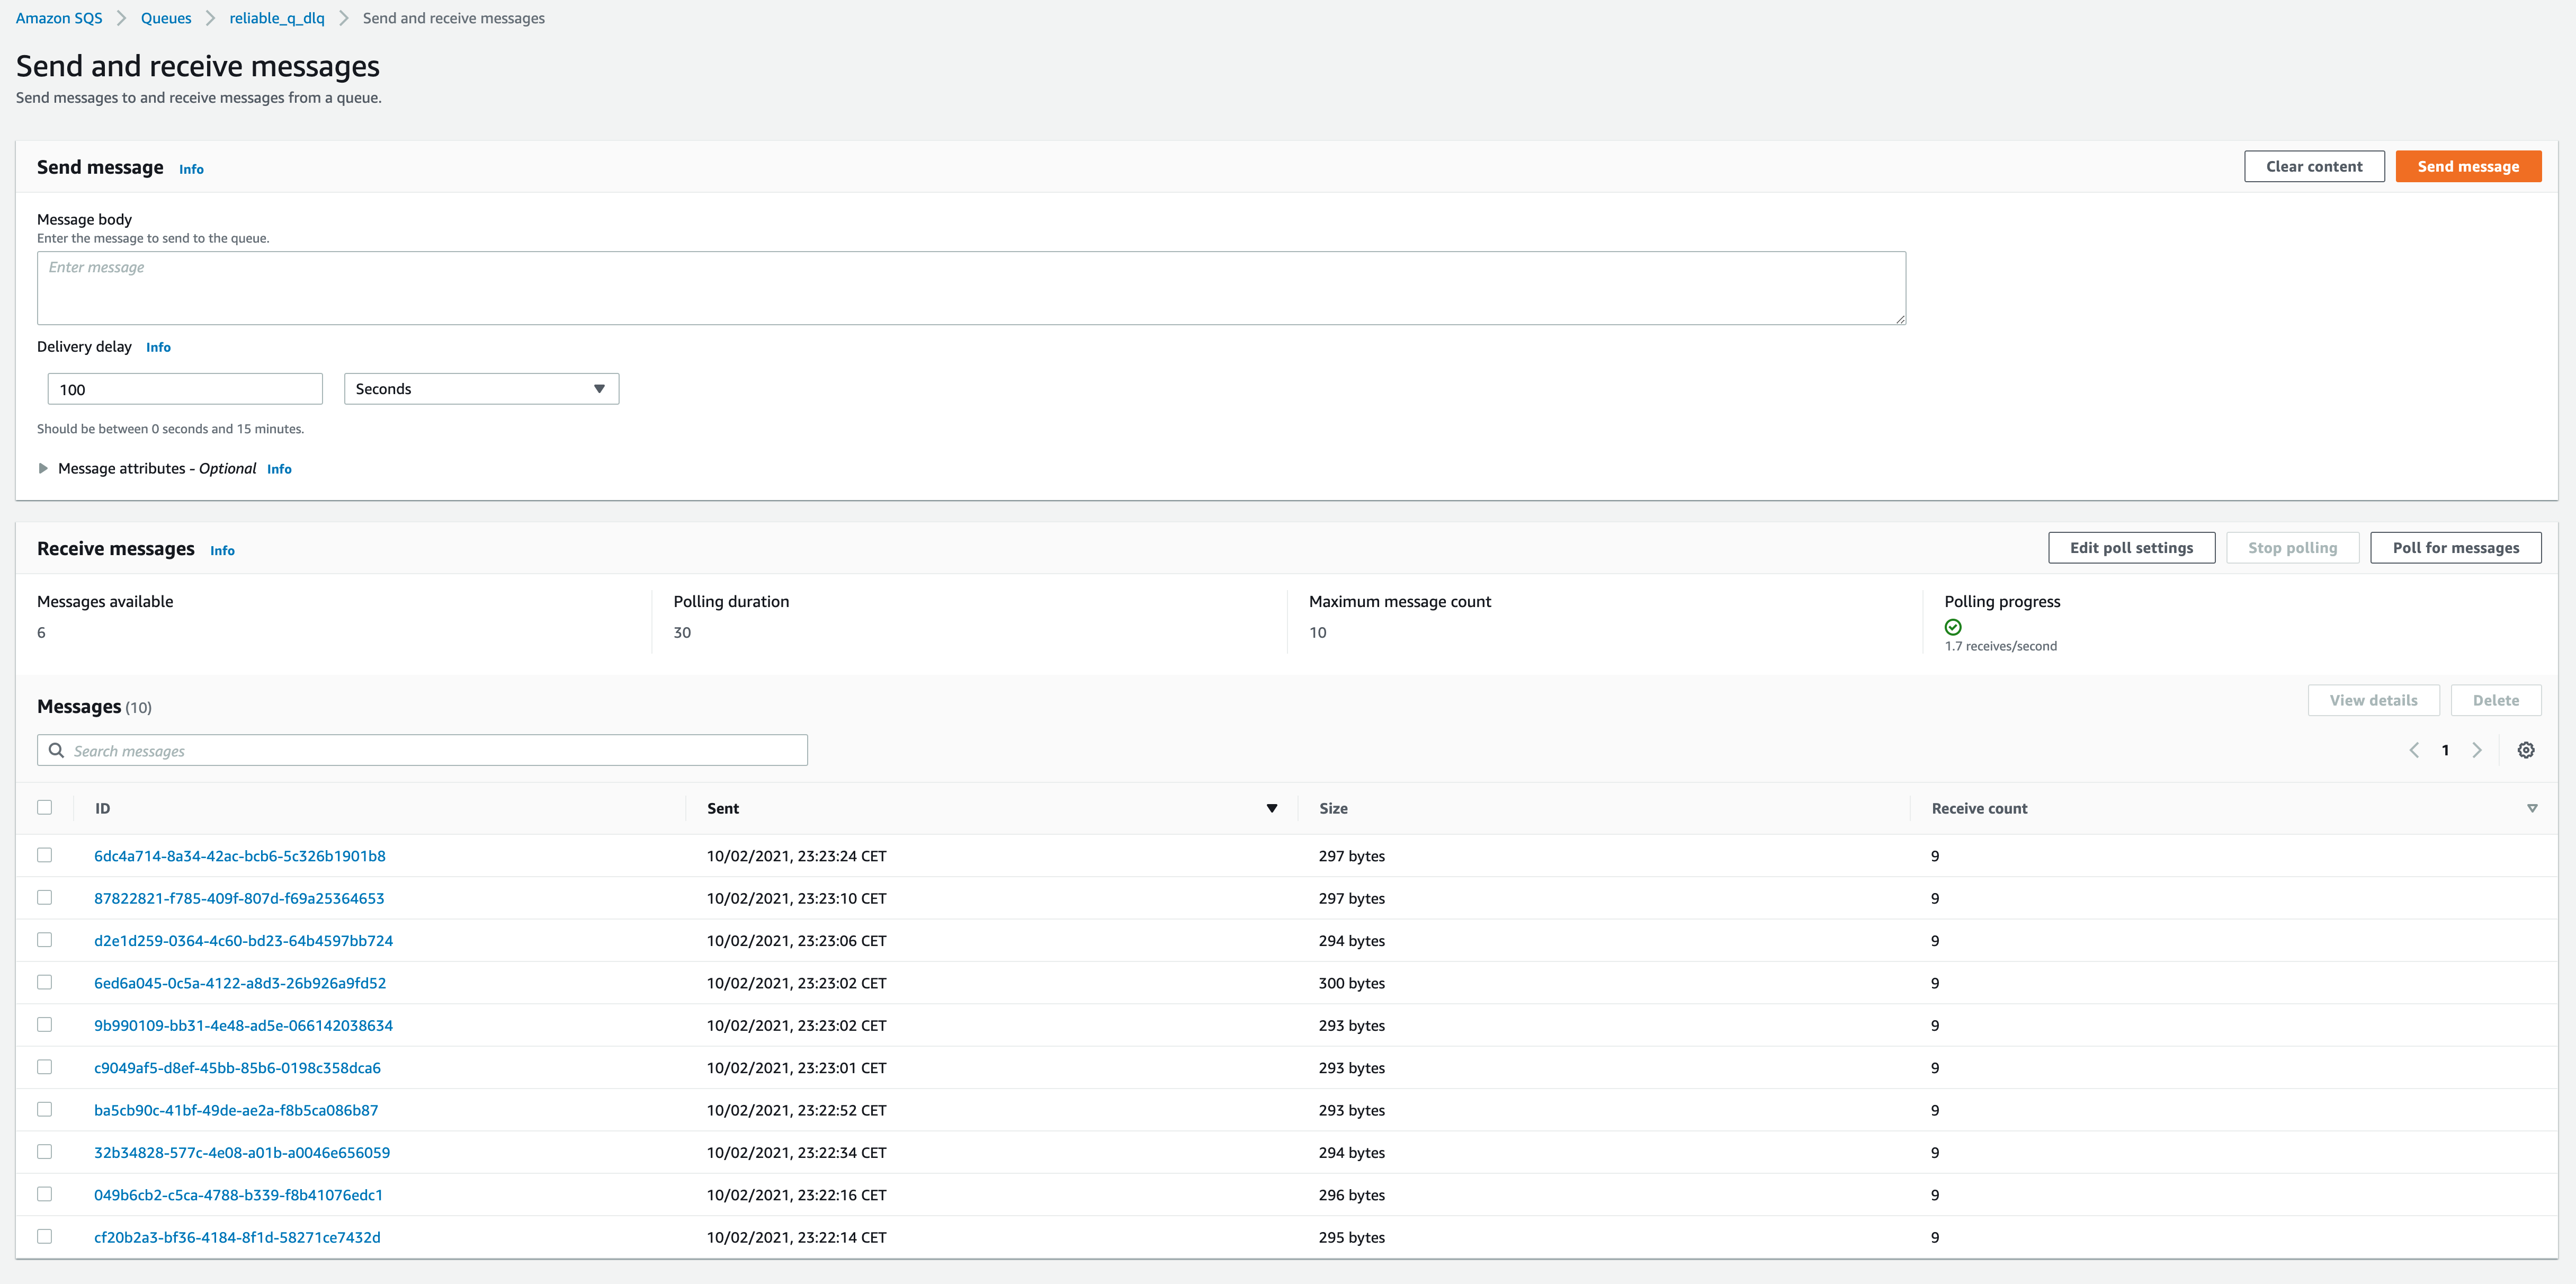 Amazon SQS > Queues > reliable_q_dlq > Send and receive messages
Send and receive messages
Send messages to and receive messages from a queue.
Send message Info Clear content Send message
Message body
Enter the message to send to the queue.
Enter message
Delivery delay Info
100 Seconds
Should be between 0 seconds and 15 minutes.
Message attributes - Optional Info
Receive messages Info Edit poll settings Stop polling Poll for messages
Messages available Polling duration Maximum message count Polling progress
6 30 10
1.7 receives/second
Messages (10) View details Delete
Search messages 1
ID Sent Size Receive count
6dc4a714-8a34-42ac-bcb6-5c326b1901b8 10/02/2021, 23:23:24 CET 297 bytes 9
87822821-f785-409f-807d-f69a25364653 10/02/2021, 23:23:10 CET 297 bytes 9
d2e1d259-0364-4c60-bd23-64b4597bb724 10/02/2021, 23:23:06 CET 294 bytes 9
6ed6a045-0c5a-4122-a8d3-26b926a9fd52 10/02/2021, 23:23:02 CET 300 bytes 9
9b990109-bb31-4e48-ad5e-066142038634 10/02/2021, 23:23:02 CET 293 bytes 9
c9049af5-d8ef-45bb-85b6-0198c358dca6 10/02/2021, 23:23:01 CET 293 bytes 9
ba5cb90c-41bf-49de-ae2a-f8b5ca086b87 10/02/2021, 23:22:52 CET 293 bytes 9
32b34828-577c-4e08-a01b-a0046e656059 10/02/2021, 23:22:34 CET 294 bytes 9
049b6cb2-c5ca-4788-b339-f8b41076edc1 10/02/2021, 23:22:16 CET 296 bytes 9
cf20b2a3-bf36-4184-8f1d-58271ce7432d 10/02/2021, 23:22:14 CET 295 bytes 9